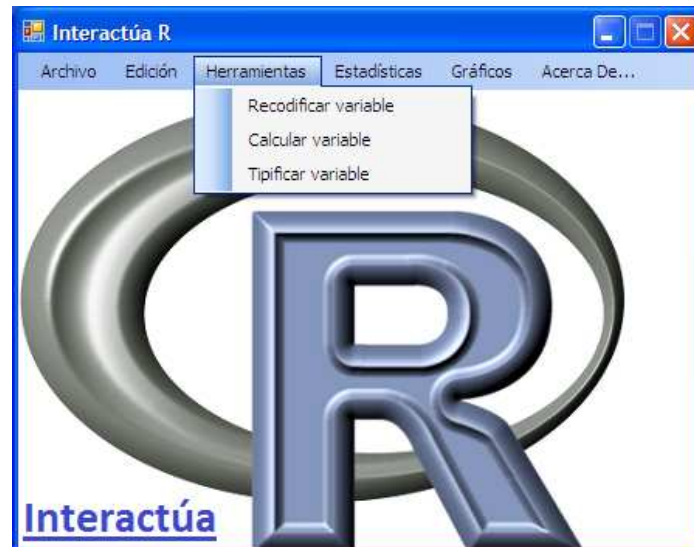 Interactúa R
Archivo Edición Herramientas Estadísticas Gráficos Acerca De...
Recodificar variable
Calcular variable
Tipificar variable
R
Interactúa